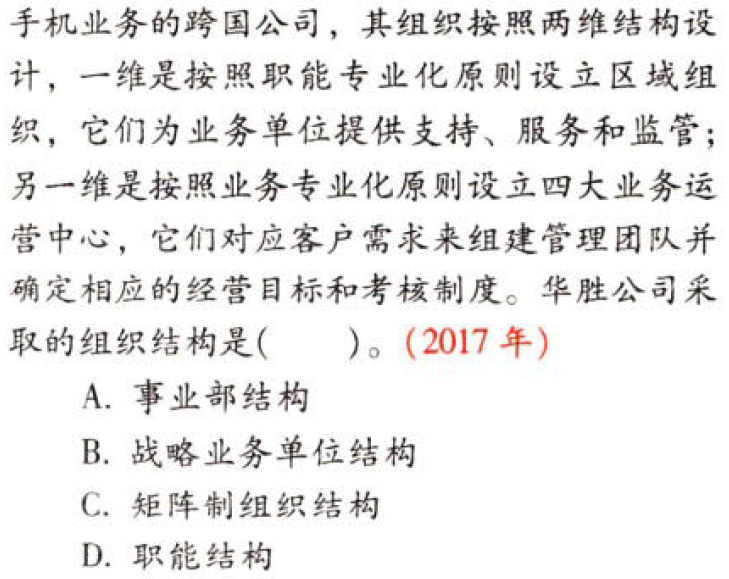 手机业务的跨国公司，其组织按照两维结构设
计，一维是按照职能专业化原则设立区域组
织，它们为业务单位提供支持、服务和监管；
另一维是按照业务专业化原则设立四大业务运
营中心，它们对应客户需求来组建管理团队并
确定相应的经营目标和考核制度。华胜公司采
取的组织结构是(　　)。(2017 年)
A. 事业部结构
B. 战略业务单位结构
C. 矩阵制组织结构
D. 职能结构